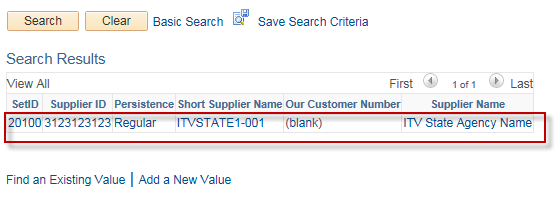 Search Clear Basic Search Save Search Criteria
Search Results
View All First 1 of 1 Last
SetID Supplier ID Persistence Short Supplier Name Our Customer Number Supplier Name
20100 3123123123 Regular ITVSTATE1-001 (blank) ITV State Agency Name
Find an Existing Value | Add a New Value